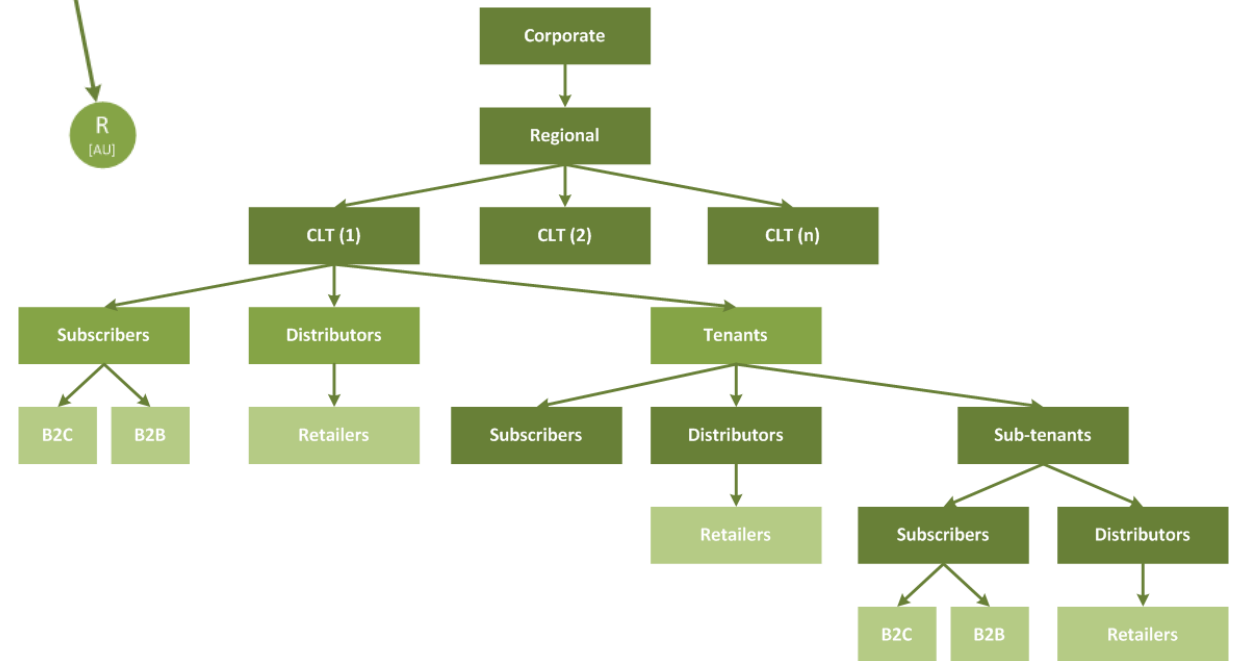 Corporate
R
[AU]
Regional
CLT (1)
CLT (2)
CLT (n)
Subscribers
Distributors
Tenants
B2C
B2B
Retailers
Subscribers
Distributors
Sub-tenants
Retailers
Subscribers
Distributors
B2C
B2B
Retailers